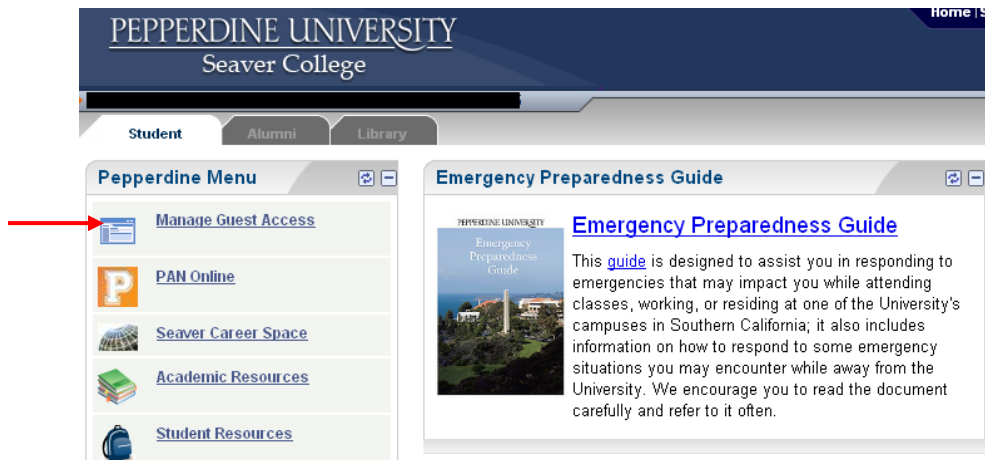 Home | S
PEPPERDINE UNIVERSITY
Seaver College
Student
Alumni
Library
Pepperdine Menu
Manage Guest Access
PAN Online
Seaver Career Space
Academic Resources
Student Resources
Emergency Preparedness Guide
PEPPERDINE UNIVERSITY
Emergency
Preparedness
Guide
Emergency Preparedness Guide
This guide is designed to assist you in responding to
emergencies that may impact you while attending
classes, working, or residing at one of the University's
campuses in Southern California; it also includes
information on how to respond to some emergency
situations you may encounter while away from the
University. We encourage you to read the document
carefully and refer to it often.